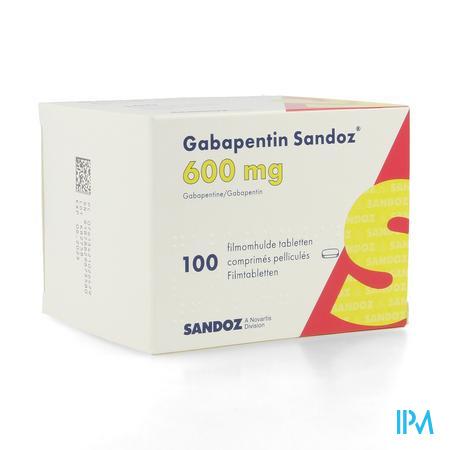 Gabapentin Sandoz®
600 mg
Gabapentine/Gabapentin
100
filmomhulde tabletten
comprimés pelliculés
Filmtabletten
SANDOZ
A Novartis
Division
S
IPM